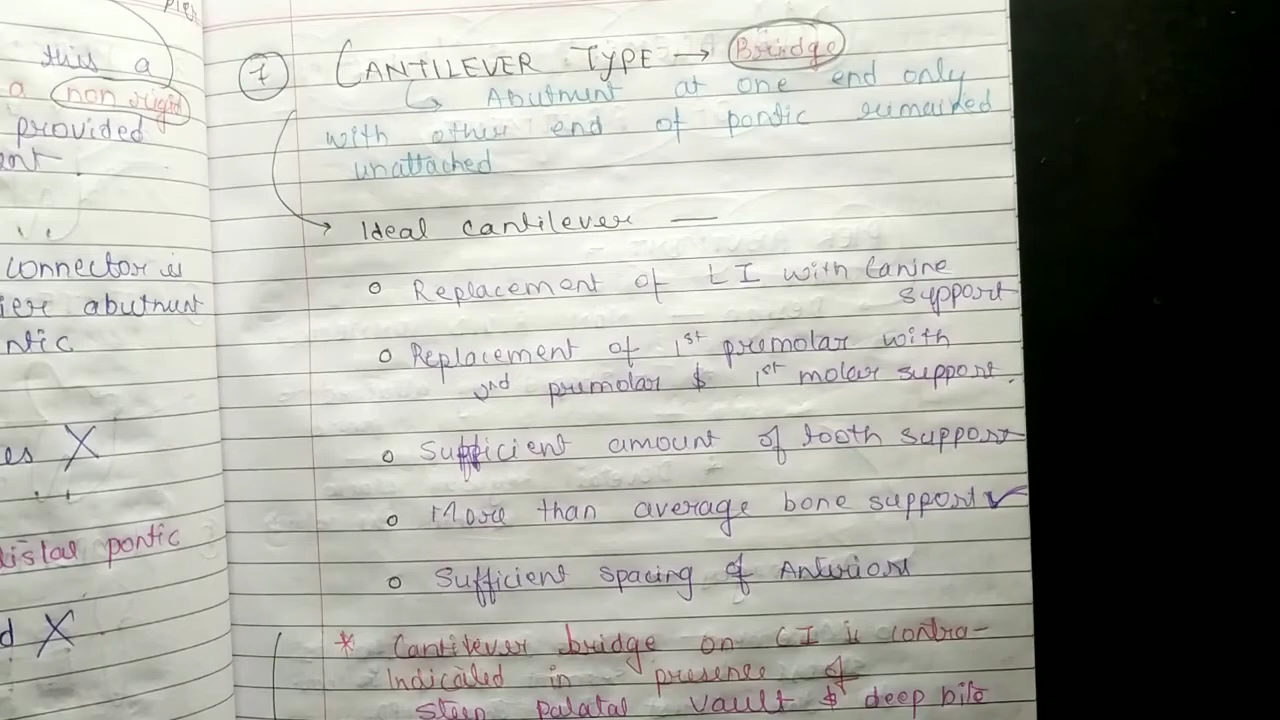 this a
a non rigid
provided
connector is
ier abutment
ntic
es X
distal pontic
d X
7 CANTILEVER TYPE → Bridge
↳ Abutment at one end only
with other end of pontic remained
unattached
→ Ideal cantilever —
o Replacement of LI with Canine
support
o Replacement of 1st premolar with
2nd premolar & 1st molar support.
o Sufficient amount of tooth support
o More than average bone support ✓
o Sufficient spacing of Anteriors
* Cantilever bridge on CI is contra-
Indicated in presence of
steep palatal vault & deep bite